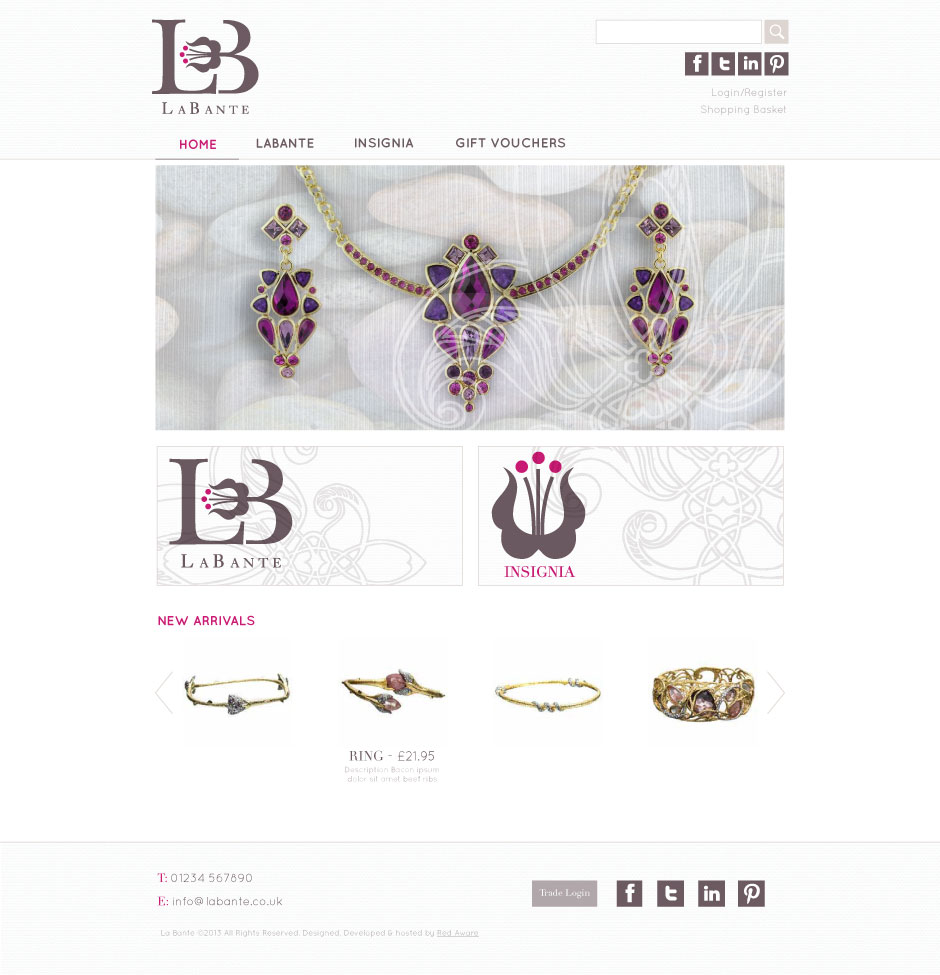 LB
LABANTE
Login/Register
Shopping Basket
HOME LABANTE INSIGNIA GIFT VOUCHERS
LB
LABANTE
INSIGNIA
NEW ARRIVALS
RING - £21.95
Description Bacon ipsum
dolor sit amet beef ribs
T: 01234 567890
E: info@labante.co.uk
Trade Login
La Bante ©2013 All Rights Reserved. Designed, Developed & hosted by Red Aware